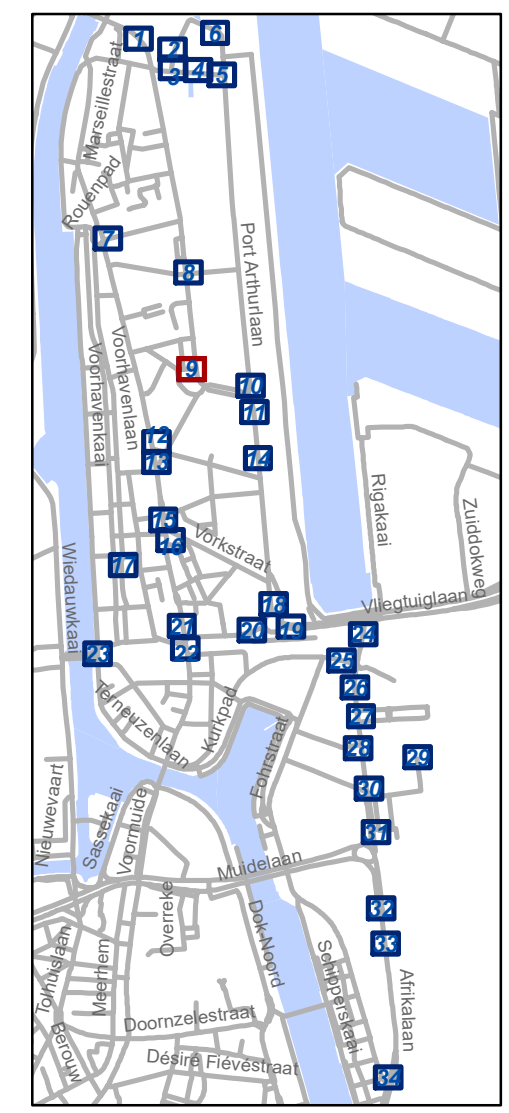 1
2
6
3
4
5
Marseillestraat
Rouenpad
7
8
Port Arthurlaan
Voorhavenlaan
Voorhavenkaai
9
10
11
12
13
14
Rigakaai
Zuiddokweg
15
16
Vorkstraat
17
Wiedauwkaai
18
Vliegtuiglaan
19
20
21
22
23
24
25
26
27
28
29
30
31
Terneuzenlaan
Kurkpad
Fohrstraat
Nieuwevaart
Sassekaai
Voormuide
Muidelaan
32
33
Overreke
Dok-Noord
Schipperskaai
Afrikalaan
Tolhuislaan
Meerhem
Berouw
Doornzelestraat
Désiré Fiévéstraat
34